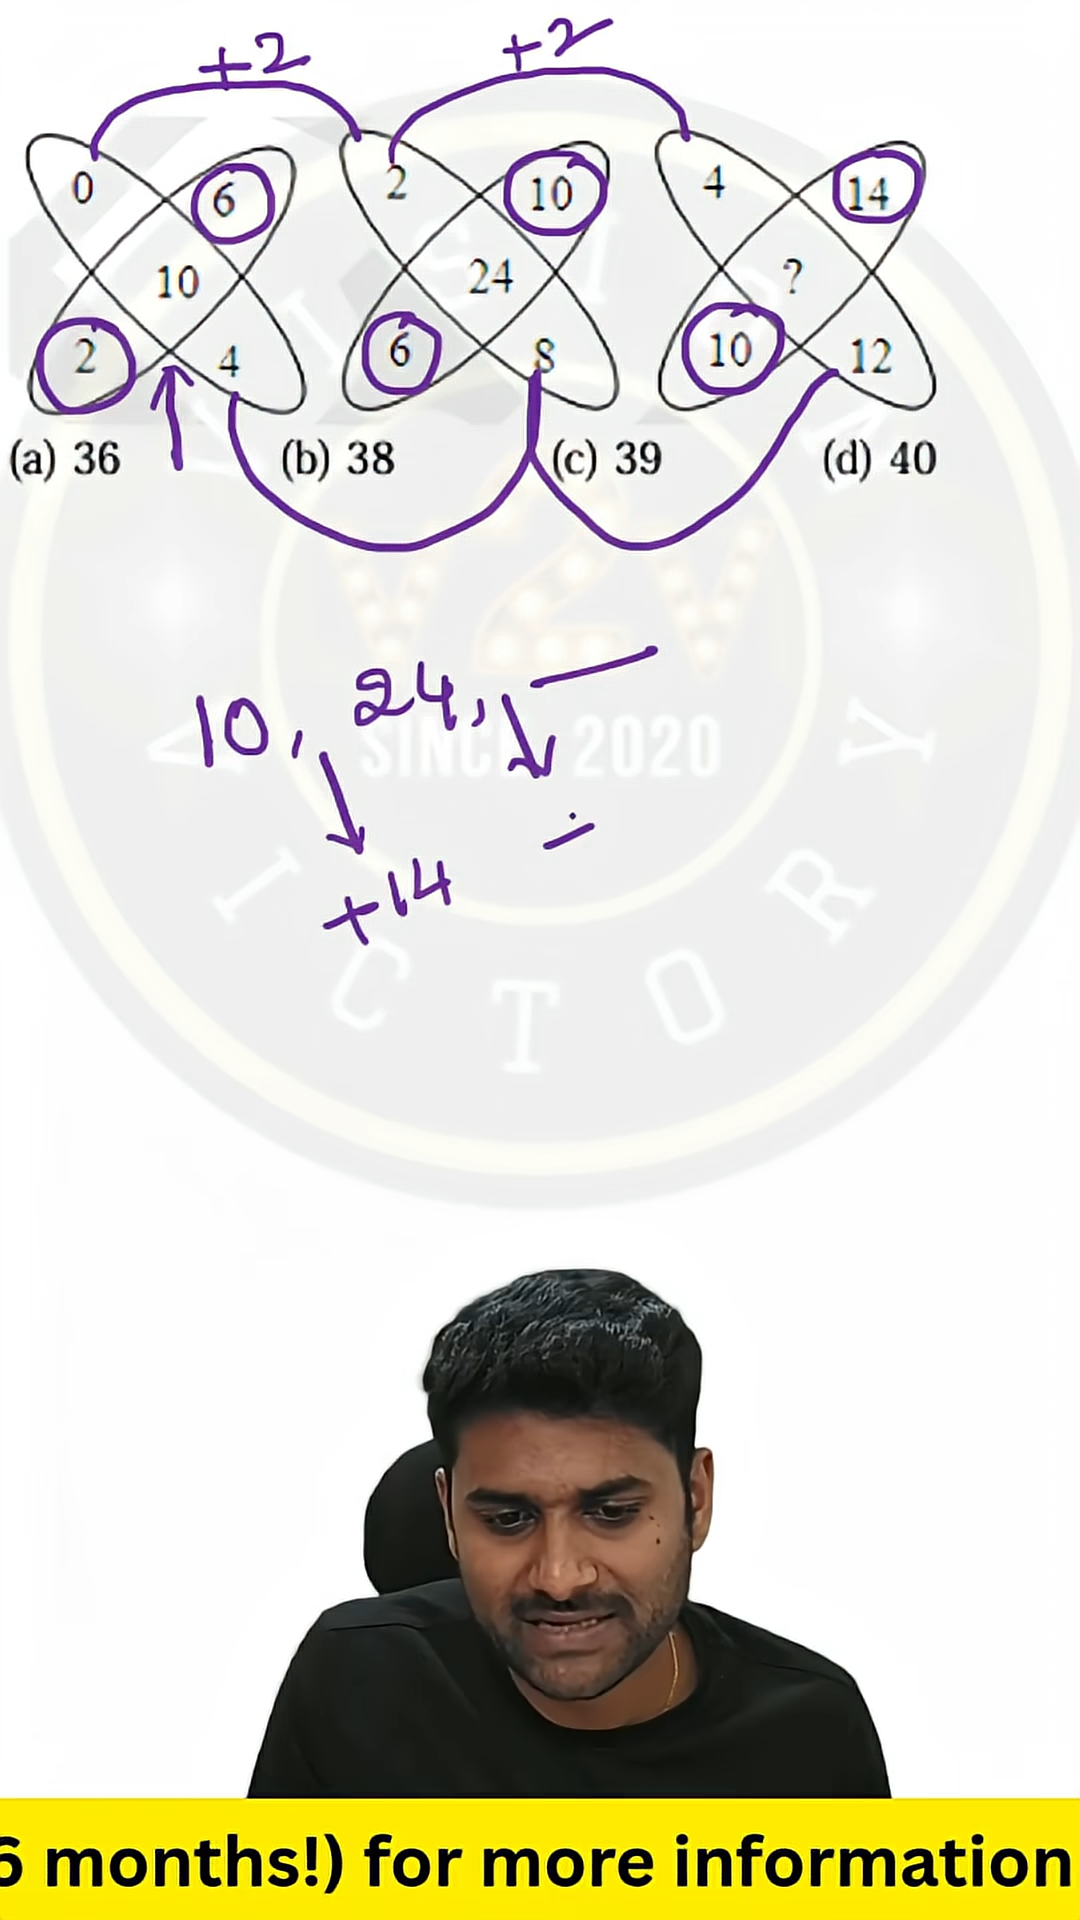 +2 +2
0 6 2 10 4 14
10 24 ?
2 4 6 8 10 12
(a) 36 (b) 38 (c) 39 (d) 40
10, 24,
SINCE 2020
+14
VICTORY
6 months!) for more information